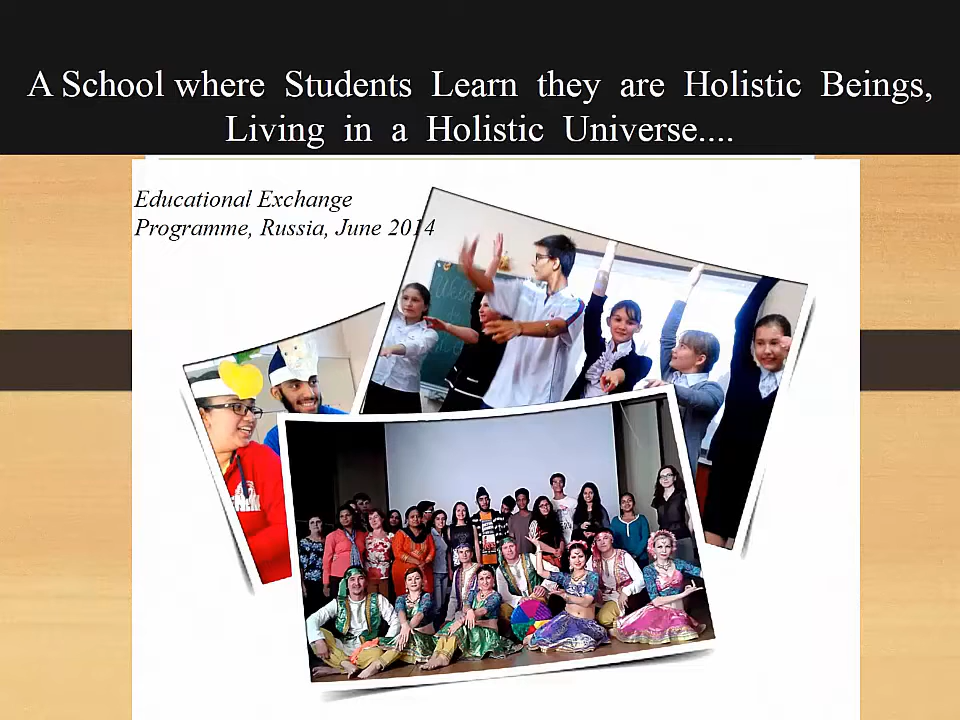 A School where Students Learn they are Holistic Beings,
Living in a Holistic Universe....
Educational Exchange
Programme, Russia, June 2014